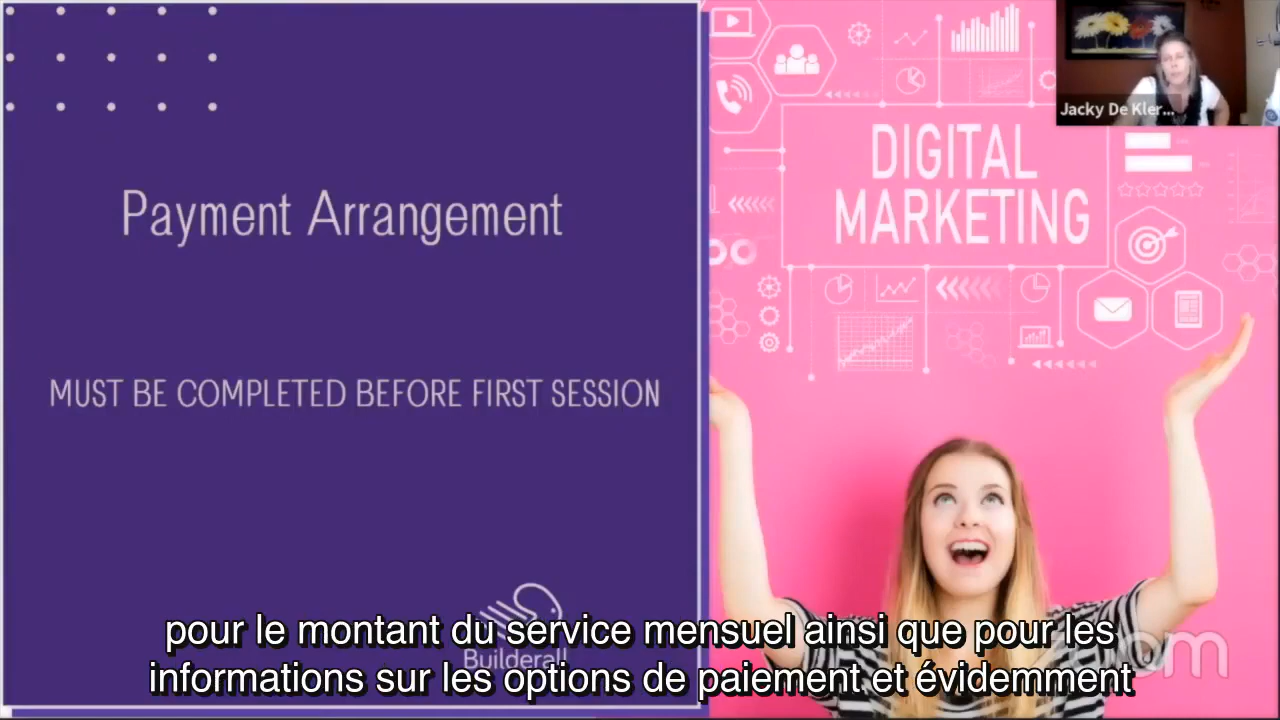 Payment Arrangement
MUST BE COMPLETED BEFORE FIRST SESSION
Builderall
DIGITAL
MARKETING
Jacky De Kler...
pour le montant du service mensuel ainsi que pour les
informations sur les options de paiement et évidemment